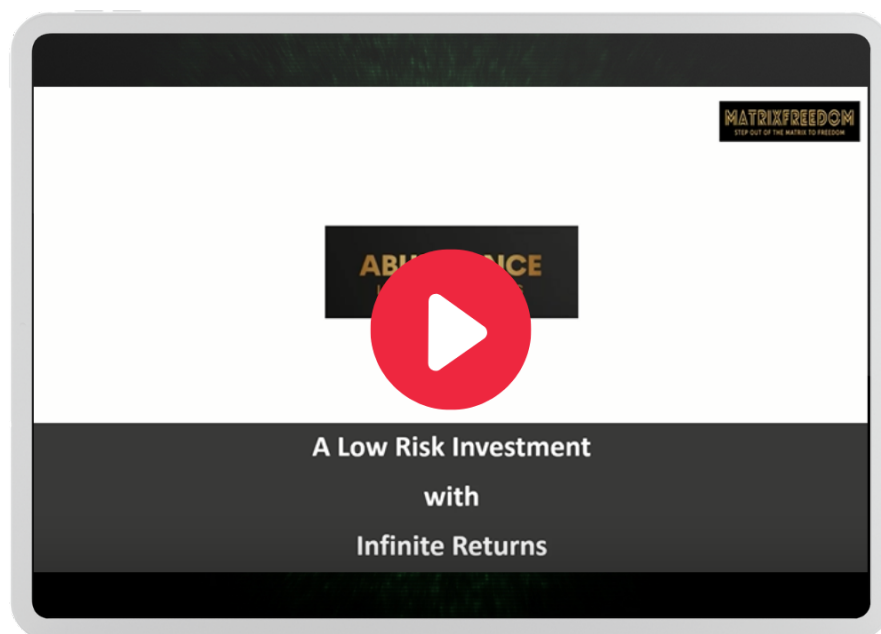 MATRIXFREEDOM
STEP OUT OF THE MATRIX TO FREEDOM
A Low Risk Investment
with
Infinite Returns